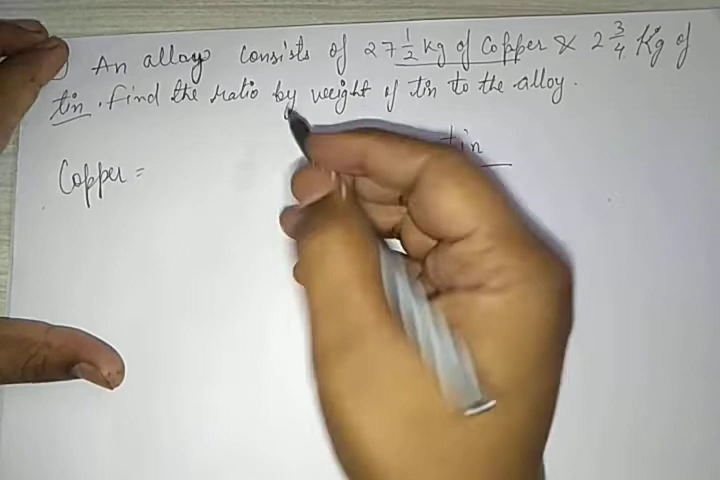 ) An alloy consists of 27 1/2 kg of Copper & 2 3/4 Kg of
tin. Find the ratio by weight of tin to the alloy.
tin
Copper =